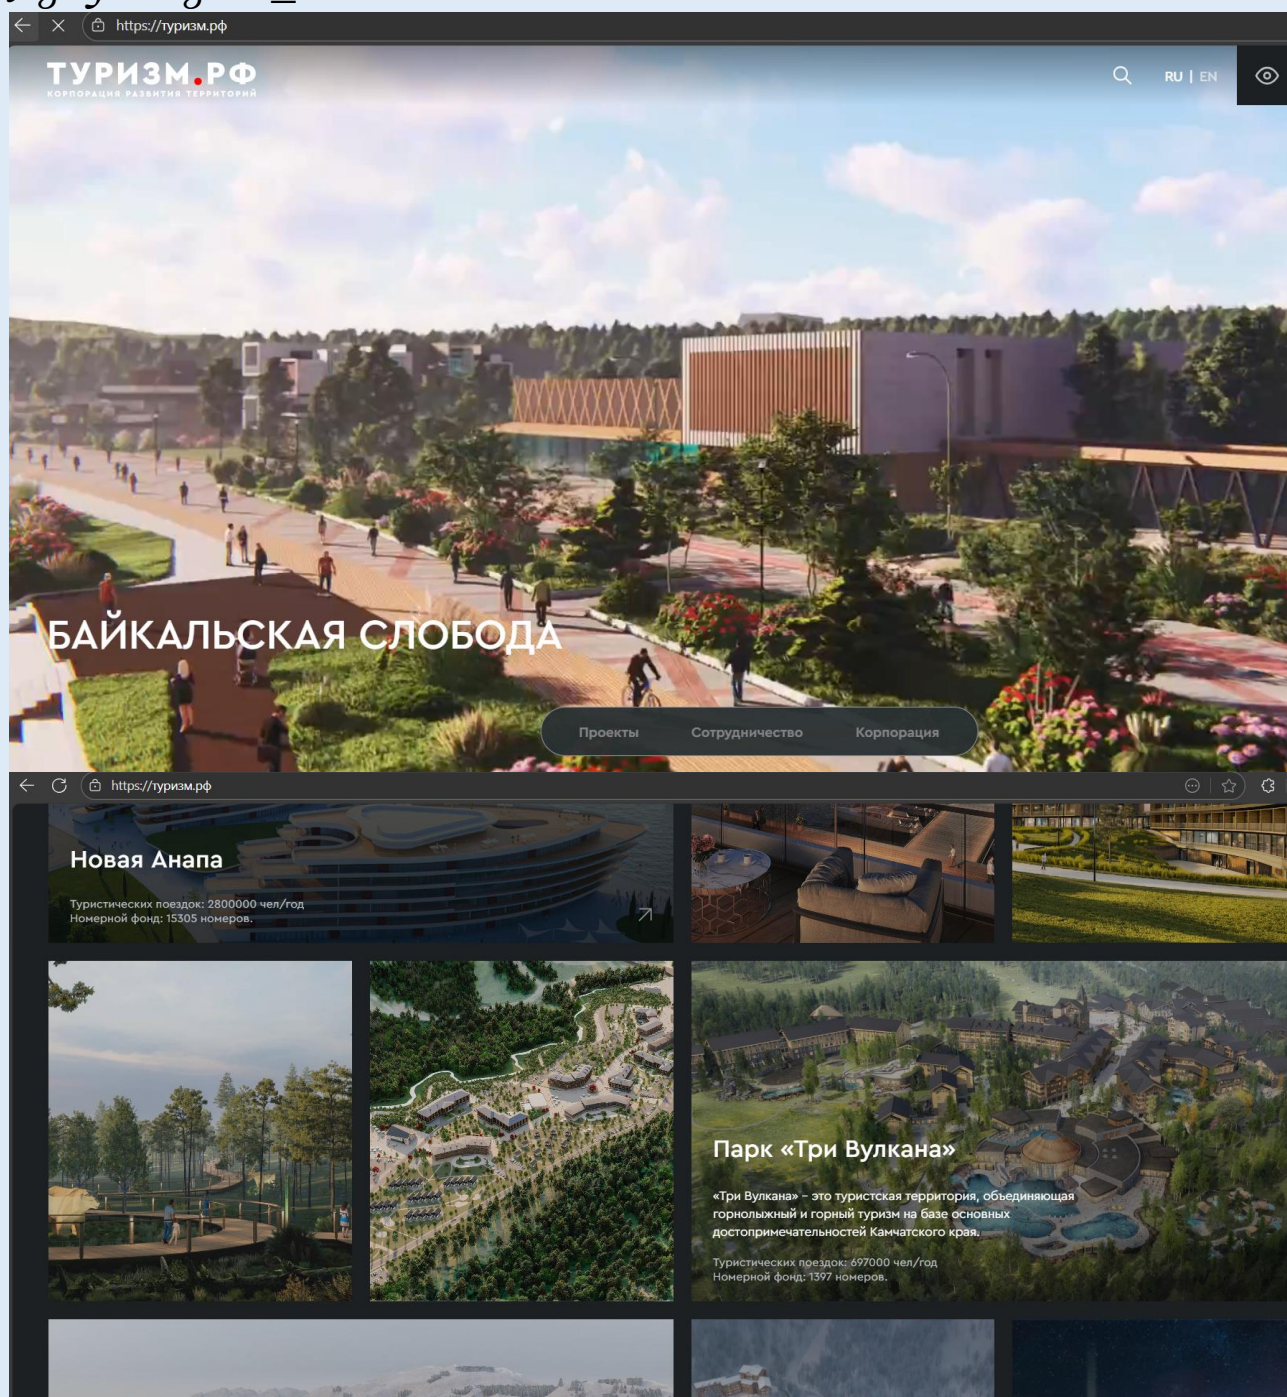 https://туризм.рф
ТУРИЗМ.РФ
КОРПОРАЦИЯ РАЗВИТИЯ ТЕРРИТОРИЙ
RU | EN
БАЙКАЛЬСКАЯ СЛОБОДА
Проекты Сотрудничество Корпорация
https://туризм.рф
Новая Анапа
Туристических поездок: 2800000 чел/год
Номерной фонд: 15305 номеров.
Парк «Три Вулкана»
«Три Вулкана» – это туристская территория, объединяющая
горнолыжный и горный туризм на базе основных
достопримечательностей Камчатского края.
Туристических поездок: 697000 чел/год
Номерной фонд: 1397 номеров.